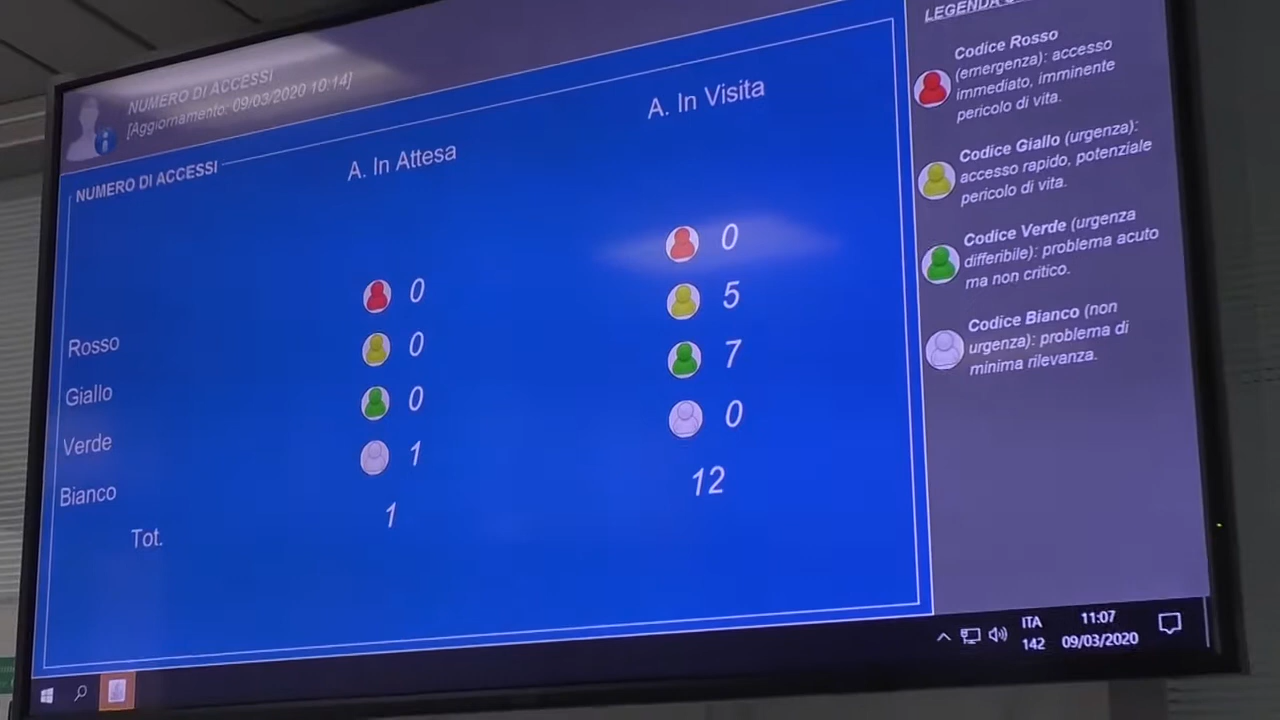 NUMERO DI ACCESSI
[Aggiornamento: 09/03/2020 10:14]
NUMERO DI ACCESSI
A. In Attesa
A. In Visita
Rosso 0 0
Giallo 0 5
Verde 0 7
Bianco 1 0
Tot. 1 12
LEGENDA
Codice Rosso
(emergenza): accesso
immediato, imminente
pericolo di vita.
Codice Giallo (urgenza):
accesso rapido, potenziale
pericolo di vita.
Codice Verde (urgenza
differibile): problema acuto
ma non critico.
Codice Bianco (non
urgenza): problema di
minima rilevanza.
ITA
142
11:07
09/03/2020